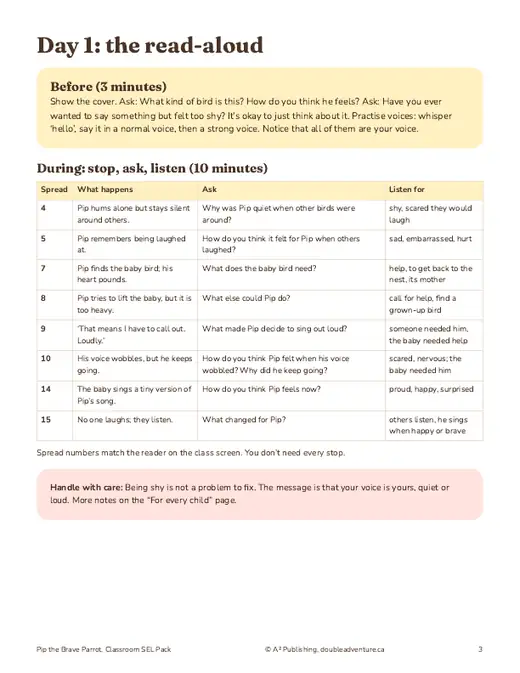 Day 1: the read-aloud
Before (3 minutes)
Show the cover. Ask: What kind of bird is this? How do you think he feels? Ask: Have you ever
wanted to say something but felt too shy? It's okay to just think about it. Practise voices: whisper
'hello', say it in a normal voice, then a strong voice. Notice that all of them are your voice.
During: stop, ask, listen (10 minutes)
Spread What happens Ask Listen for
4 Pip hums alone but stays silent Why was Pip quiet when other birds were shy, scared they would
around others. around? laugh
5 Pip remembers being laughed How do you think it felt for Pip when others sad, embarrassed, hurt
at. laughed?
7 Pip finds the baby bird; his What does the baby bird need? help, to get back to the
heart pounds. nest, its mother
8 Pip tries to lift the baby, but it is What else could Pip do? call for help, find a
too heavy. grown-up bird
9 'That means I have to call out. What made Pip decide to sing out loud? someone needed him,
Loudly.' the baby needed help
10 His voice wobbles, but he keeps How do you think Pip felt when his voice scared, nervous; the
going. wobbled? Why did he keep going? baby needed him
14 The baby sings a tiny version of How do you think Pip feels now? proud, happy, surprised
Pip's song.
15 No one laughs; they listen. What changed for Pip? others listen, he sings
when happy or brave
Spread numbers match the reader on the class screen. You don't need every stop.
Handle with care: Being shy is not a problem to fix. The message is that your voice is yours, quiet or
loud. More notes on the "For every child" page.
Pip the Brave Parrot. Classroom SEL Pack © A² Publishing, doubleadventure.ca 3